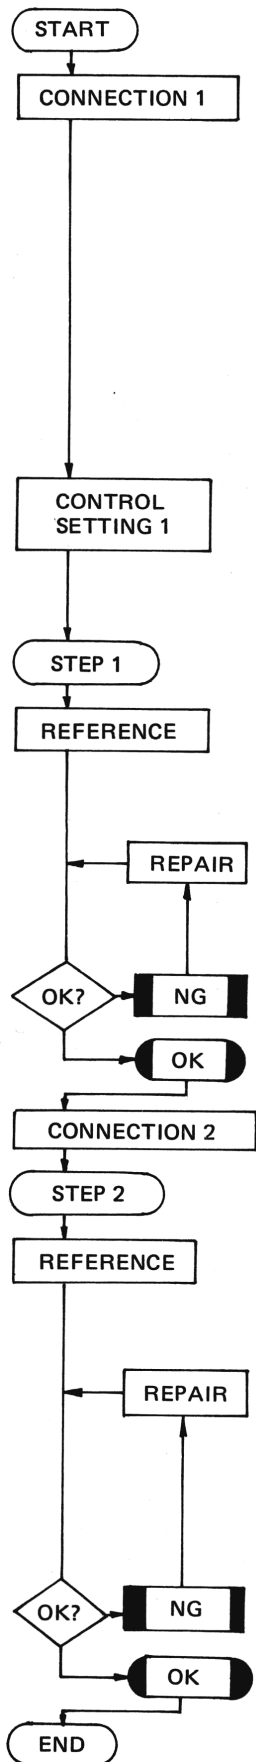 START
CONNECTION 1
CONTROL
SETTING 1
STEP 1
REFERENCE
REPAIR
OK?
NG
OK
CONNECTION 2
STEP 2
REFERENCE
REPAIR
OK?
NG
OK
END